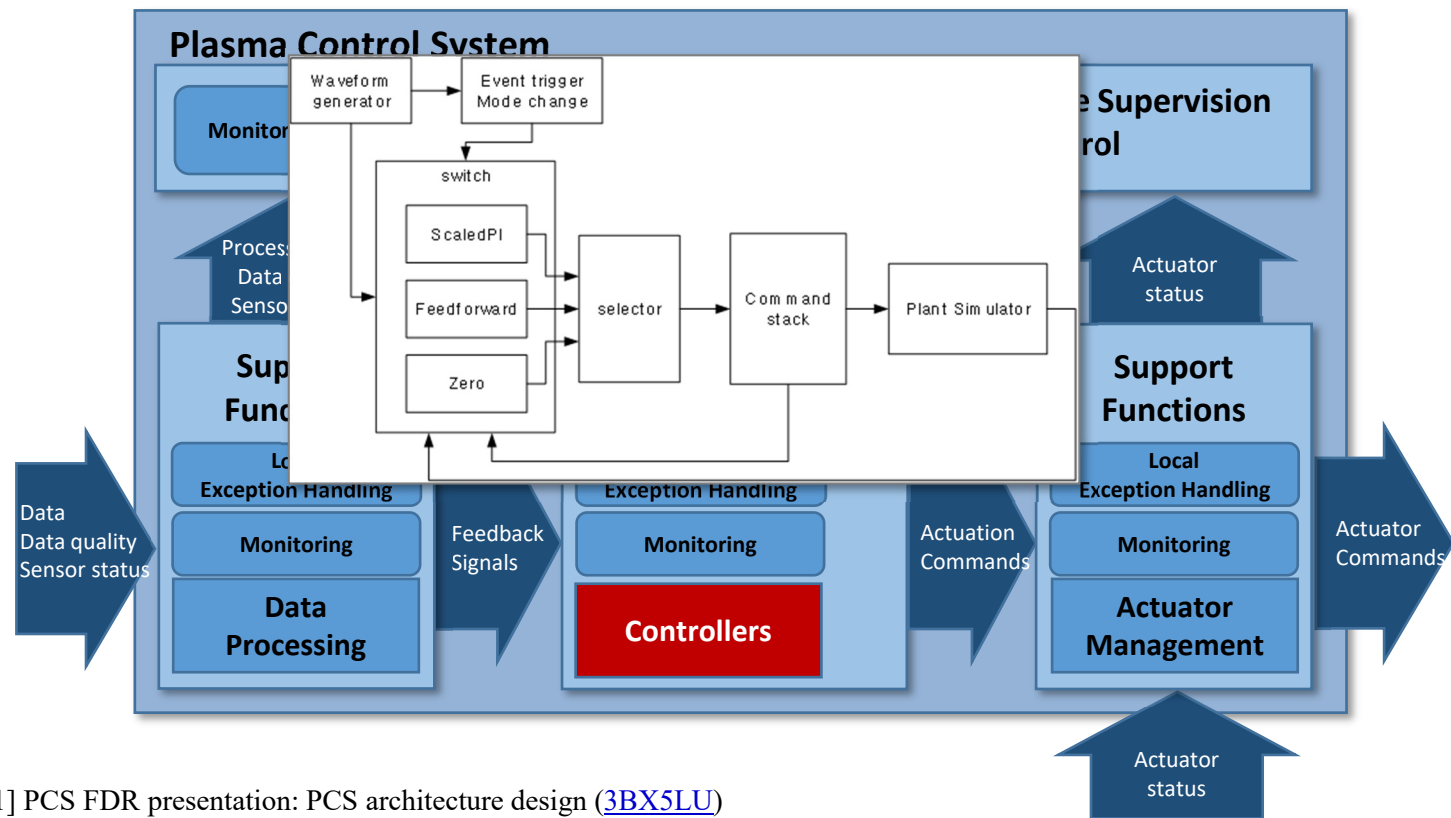 Plasma Control System
Waveform
generator
Event trigger
Mode change
Monitor
e Supervision
rol
switch
ScaledPI
Feedforward
Zero
selector
Command
stack
Plant Simulator
Process
Data
Senso
Actuator
status
Sup
Func
Lo
Exception Handling
Monitoring
Data
Processing
Data
Data quality
Sensor status
Feedback
Signals
Exception Handling
Monitoring
Controllers
Actuation
Commands
Support
Functions
Local
Exception Handling
Monitoring
Actuator
Management
Actuator
Commands
Actuator
status
1] PCS FDR presentation: PCS architecture design (3BX5LU)